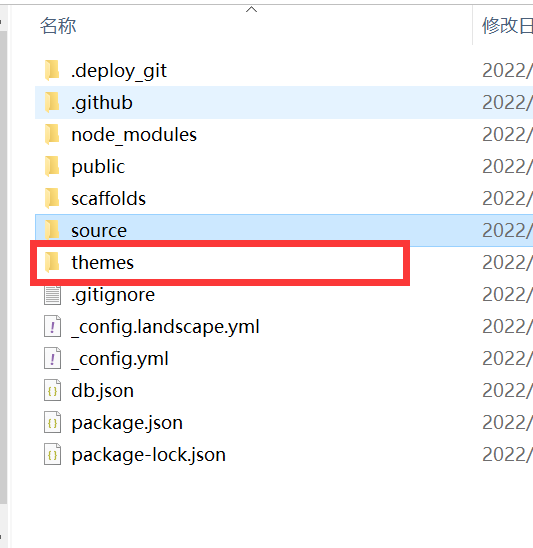 名称 修改日
.deploy_git 2022/
.github 2022/
node_modules 2022/
public 2022/
scaffolds 2022/
source 2022/
themes 2022/
.gitignore 2022/
_config.landscape.yml 2022/
_config.yml 2022/
db.json 2022/
package.json 2022/
package-lock.json 2022/